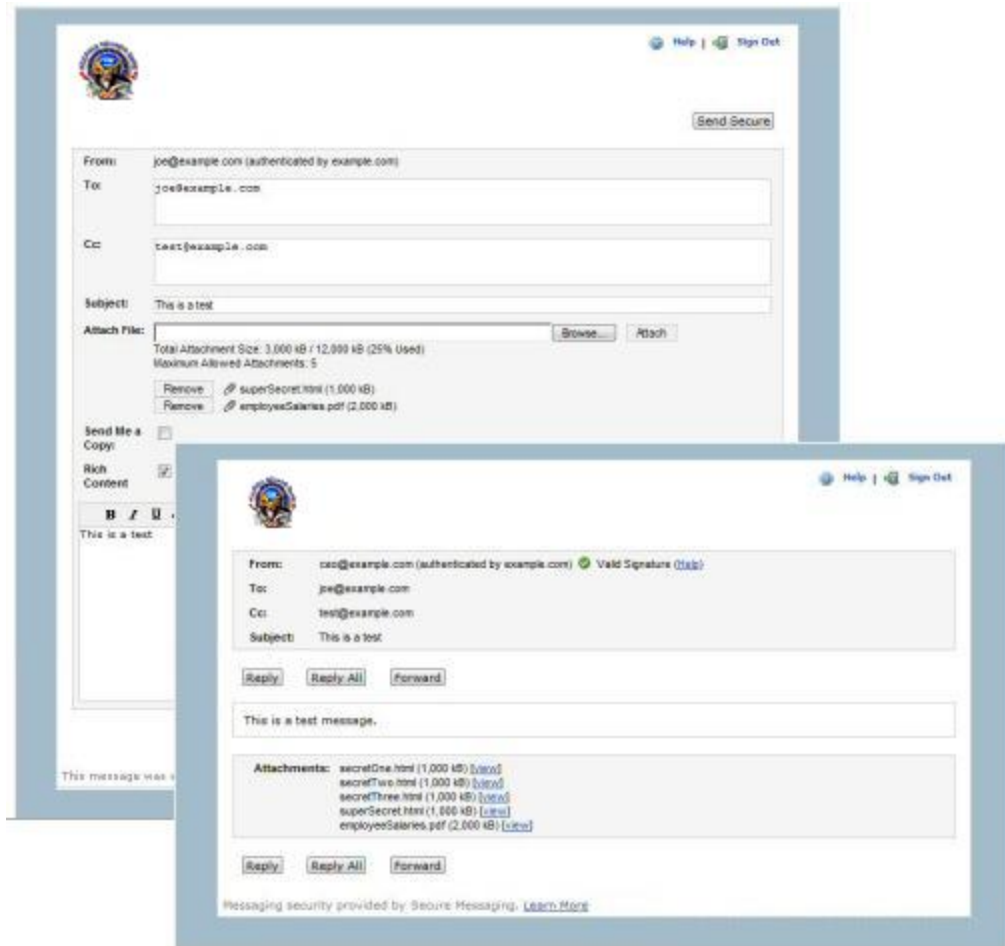 Help | Sign Out
Send Secure
From: joe@example.com (authenticated by example.com)
To: joe@example.com
Cc: test@example.com
Subject: This is a test
Attach File: Browse... Attach
Total Attachment Size: 3,000 kB / 12,000 kB (25% Used)
Maximum Allowed Attachments: 5
Remove superSecret.html (1,000 kB)
Remove employeeSalaries.pdf (2,000 kB)
Send Me a
Copy:
Rich
Content
B I U
This is a test
This message was
Help | Sign Out
From: ceo@example.com (authenticated by example.com) Valid Signature (Help)
To: joe@example.com
Cc: test@example.com
Subject: This is a test
Reply Reply All Forward
This is a test message.
Attachments: secretOne.html (1,000 kB) [view]
secretTwo.html (1,000 kB) [view]
secretThree.html (1,000 kB) [view]
superSecret.html (1,000 kB) [view]
employeeSalaries.pdf (2,000 kB) [view]
Reply Reply All Forward
Messaging security provided by Secure Messaging. Learn More